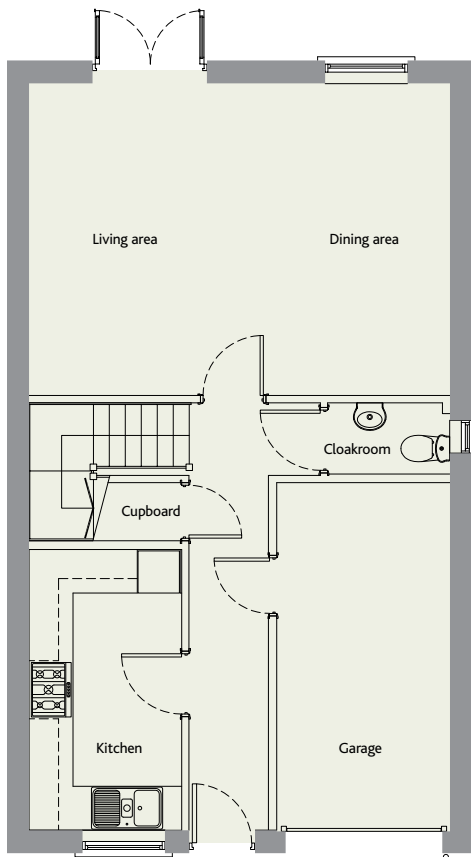 Living area
Dining area
Cloakroom
Cupboard
Kitchen
Garage